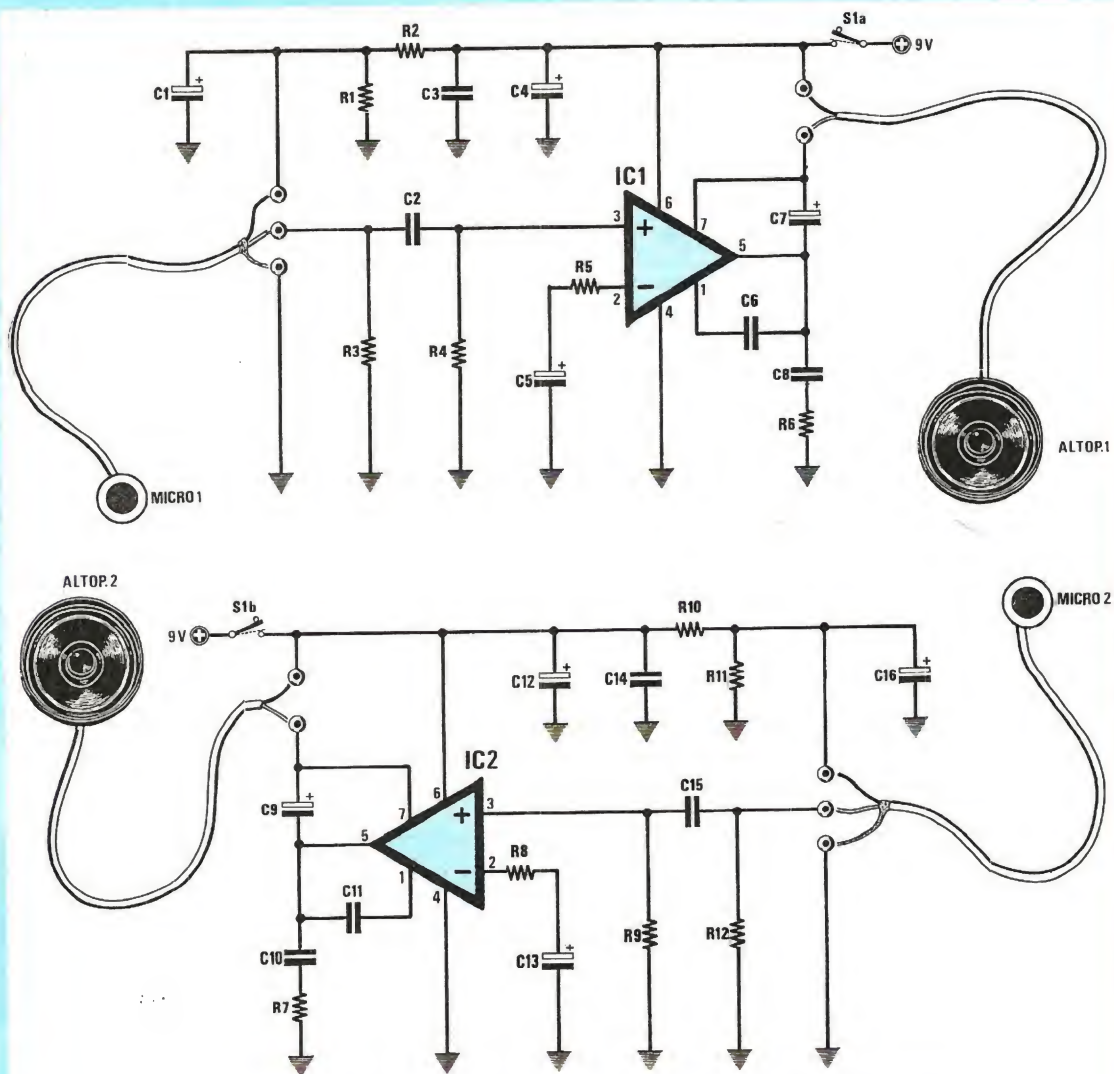 S1a
R2
9V
C1
R1
C3
C4
IC1
6
C7
7
C2
3
+
5
R5
−
2
1
C6
4
R3
R4
C8
C5
R6
ALTOP.1
MICRO 1
ALTOP.2
MICRO 2
S1b
R10
9V
C12
C14
R11
C16
IC2
6
C15
C9
7
+
3
5
R8
−
2
1
C11
4
R9
R12
C10
C13
R7